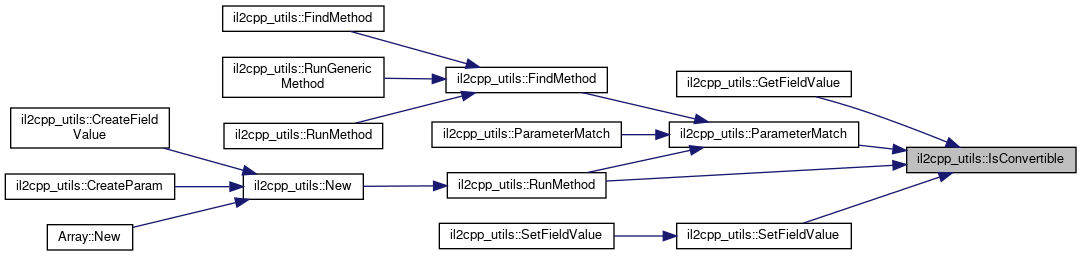 il2cpp_utils::FindMethod
il2cpp_utils::RunGeneric
Method
il2cpp_utils::FindMethod
il2cpp_utils::GetFieldValue
il2cpp_utils::CreateField
Value
il2cpp_utils::RunMethod
il2cpp_utils::ParameterMatch
il2cpp_utils::ParameterMatch
il2cpp_utils::IsConvertible
il2cpp_utils::CreateParam
il2cpp_utils::New
il2cpp_utils::RunMethod
Array::New
il2cpp_utils::SetFieldValue
il2cpp_utils::SetFieldValue